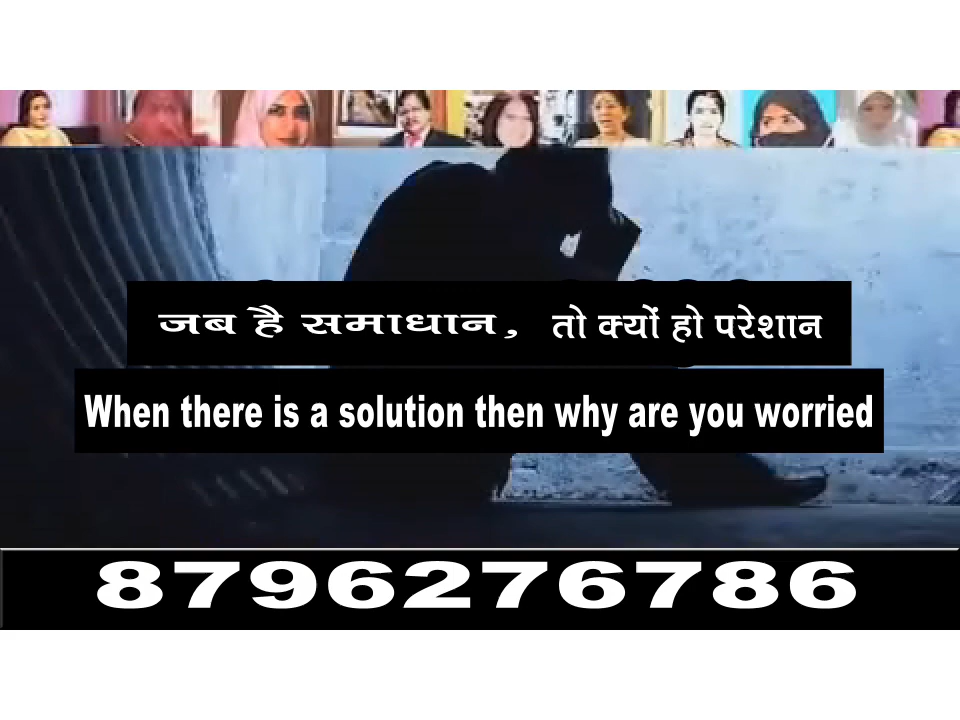 जब है समाधान, तो क्यों हो परेशान
When there is a solution then why are you worried
8796276786